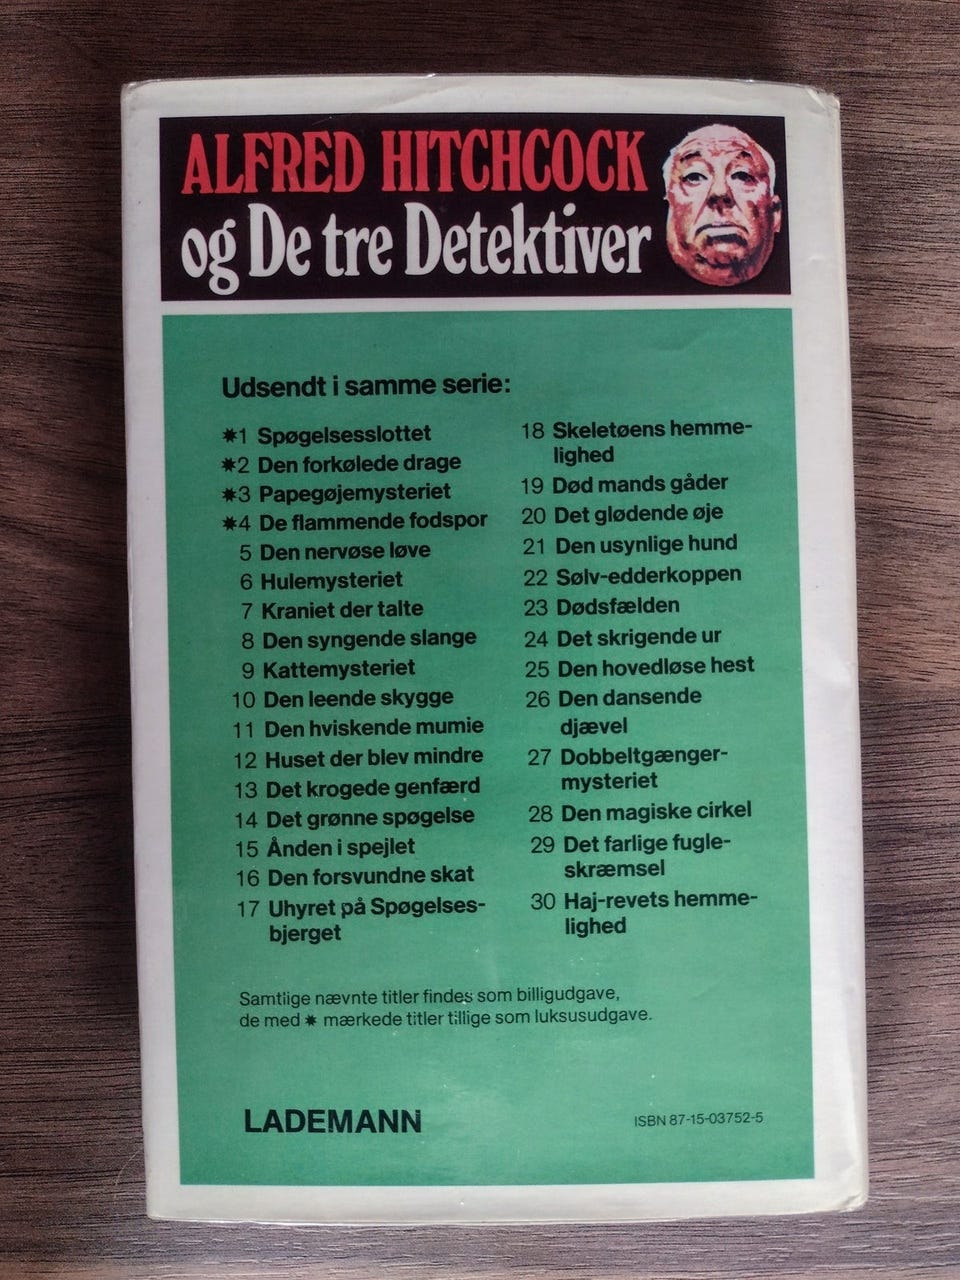 ALFRED HITCHCOCK
og De tre Detektiver
Udsendt i samme serie:
✷1 Spøgelsesslottet
✷2 Den forkølede drage
✷3 Papegøjemysteriet
✷4 De flammende fodspor
5 Den nervøse løve
6 Hulemysteriet
7 Kraniet der talte
8 Den syngende slange
9 Kattemysteriet
10 Den leende skygge
11 Den hviskende mumie
12 Huset der blev mindre
13 Det krogede genfærd
14 Det grønne spøgelse
15 Ånden i spejlet
16 Den forsvundne skat
17 Uhyret på Spøgelses-
bjerget
18 Skeletøens hemme-
lighed
19 Død mands gåder
20 Det glødende øje
21 Den usynlige hund
22 Sølv-edderkoppen
23 Dødsfælden
24 Det skrigende ur
25 Den hovedløse hest
26 Den dansende
djævel
27 Dobbeltgænger-
mysteriet
28 Den magiske cirkel
29 Det farlige fugle-
skræmsel
30 Haj-revets hemme-
lighed
Samtlige nævnte titler findes som billigudgave,
de med ✷ mærkede titler tillige som luksusudgave.
LADEMANN
ISBN 87-15-03752-5